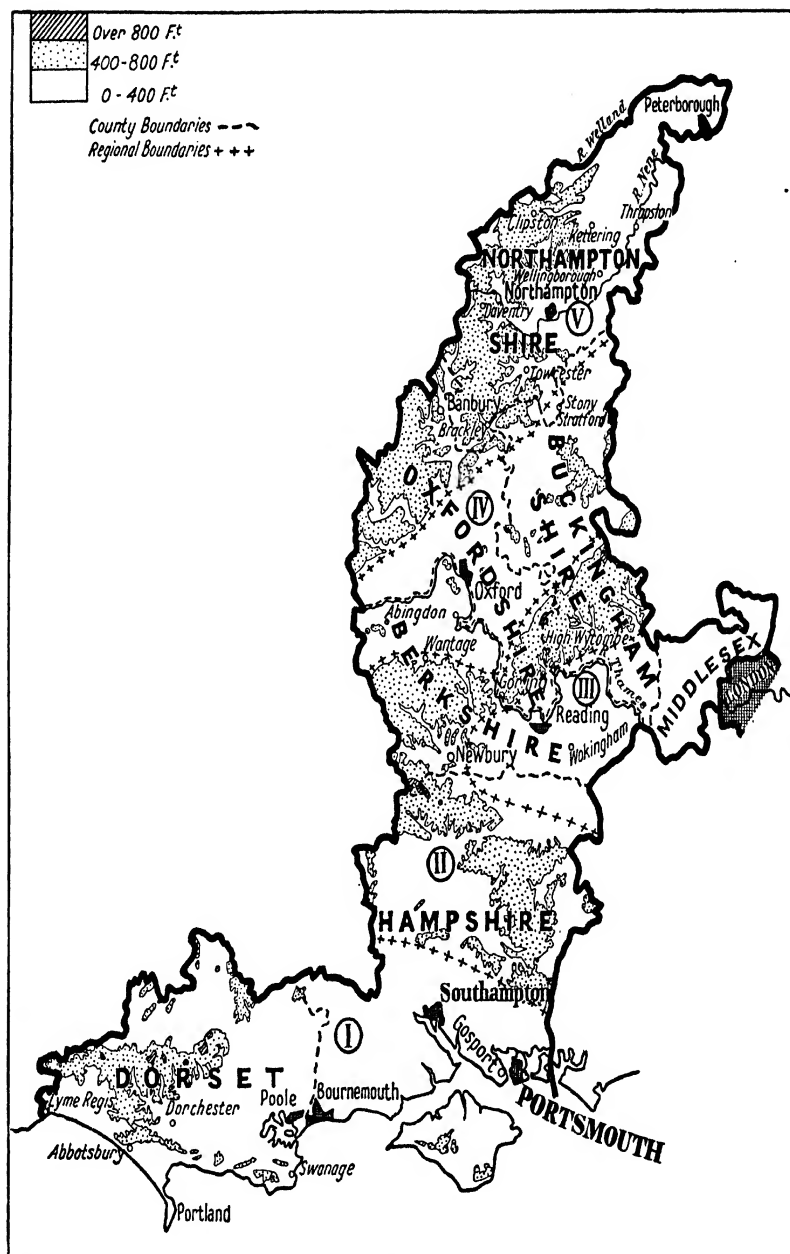 Over 800 F.t
400-800 F.t
0 - 400 F.t
County Boundaries
Regional Boundaries + + +
R. Welland
Peterborough
R. Nene
Thrapston
Clipston
Kettering
NORTHAMPTON
Wellingborough
Northampton
Daventry
V
SHIRE
Towcester
Banbury
Stony
Stratford
Brackley
BUCKINGHAM
SHIRE
OXFORDSHIRE
IV
Oxford
Abingdon
BERKSHIRE
Wantage
High Wycombe
Goring
Thames
MIDDLESEX
LONDON
III
Reading
Wokingham
Newbury
II
HAMPSHIRE
Southampton
Gosport
PORTSMOUTH
I
DORSET
Bournemouth
Poole
Lyme Regis
Dorchester
Abbotsbury
Swanage
Portland